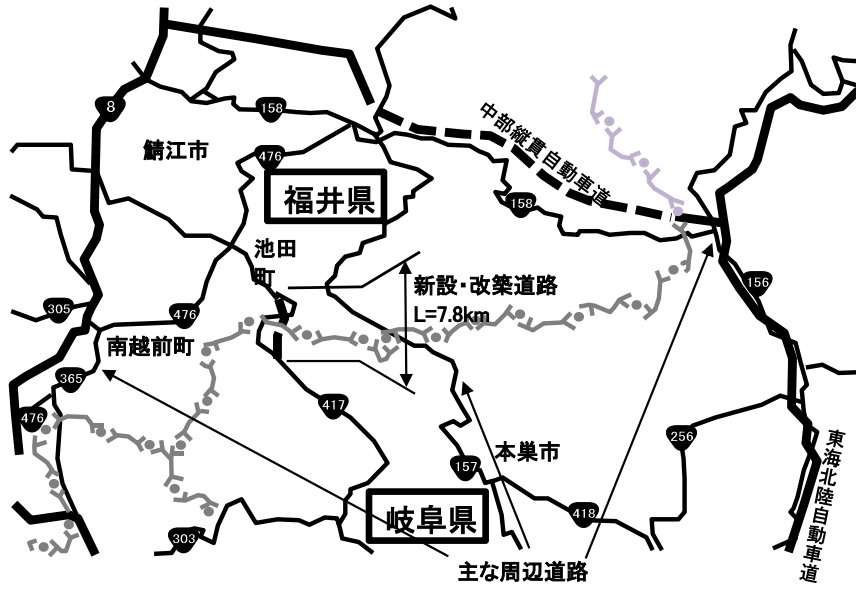 8
158
鯖江市
476
中部縦貫自動車道
福井県
158
池田
町
新設・改築道路
L=7.8km
156
305
476
南越前町
365
476
417
256
本巣市
157
東海北陸自動車道
418
岐阜県
303
主な周辺道路